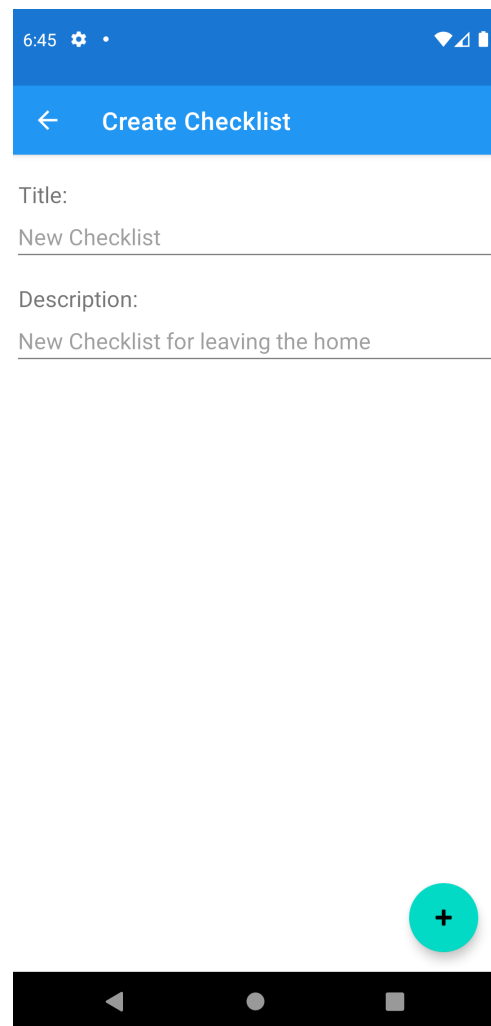 6:45
Create Checklist
Title:
New Checklist
Description:
New Checklist for leaving the home
+